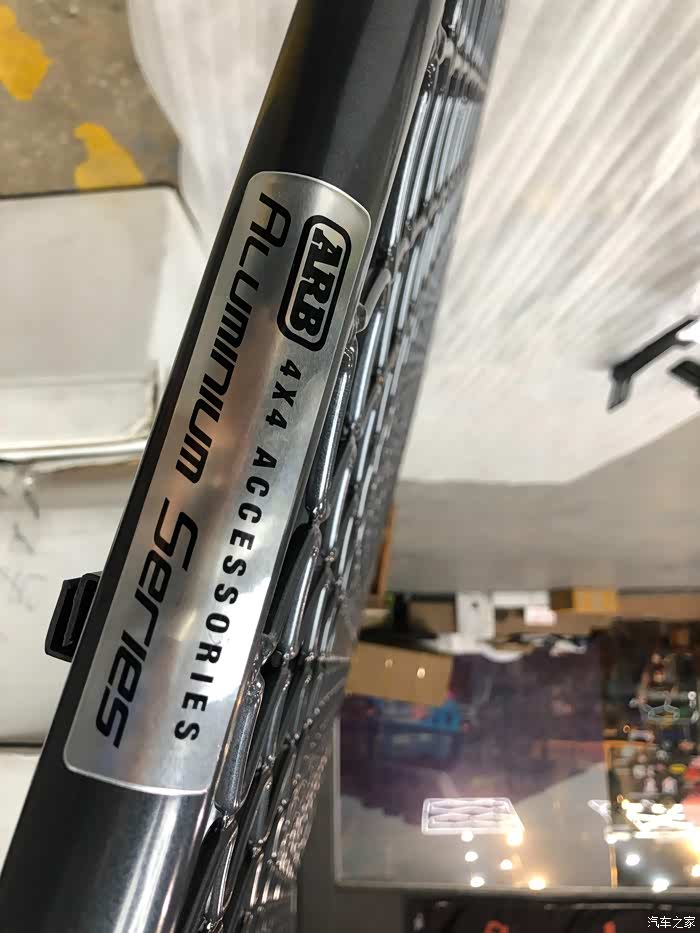 ARB
4X4 ACCESSORIES
ALUMINIUM SERIES
汽车之家